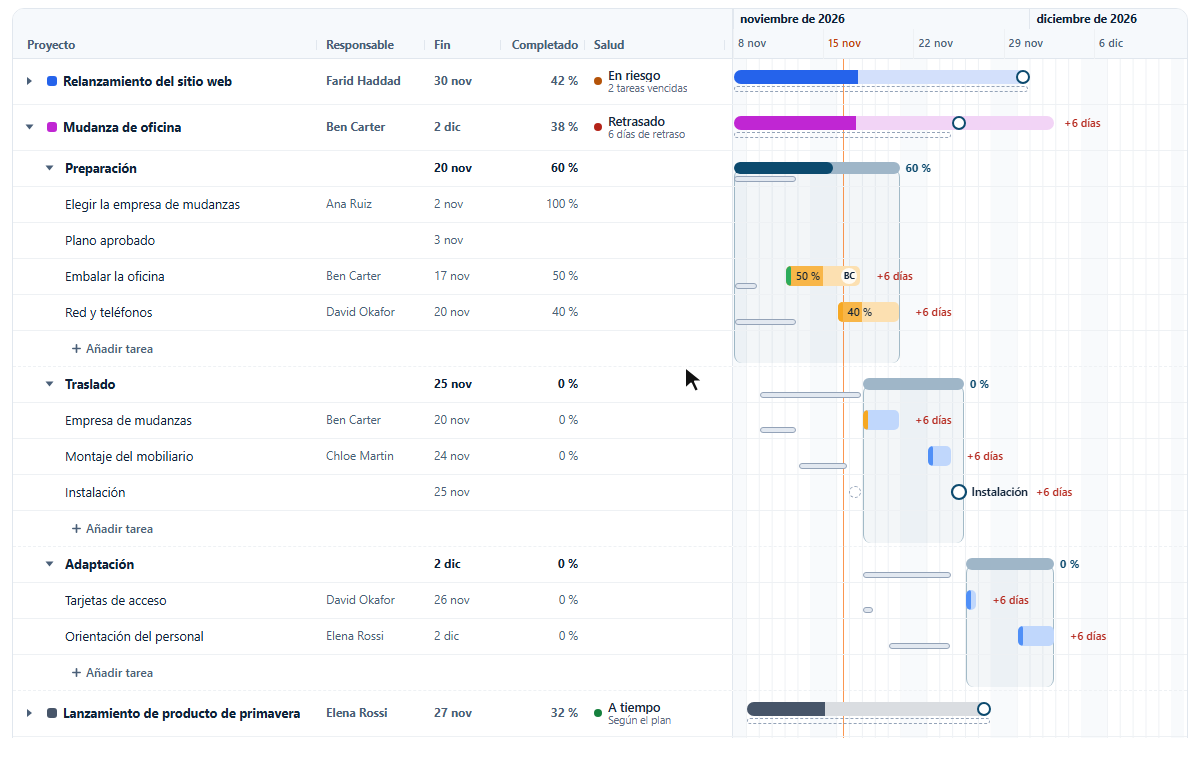 noviembre de 2026 diciembre de 2026
Proyecto Responsable Fin Completado Salud 8 nov 15 nov 22 nov 29 nov 6 dic
Relanzamiento del sitio web Farid Haddad 30 nov 42 % En riesgo
2 tareas vencidas
Mudanza de oficina Ben Carter 2 dic 38 % Retrasado +6 días
6 días de retraso
Preparación 20 nov 60 % 60 %
Elegir la empresa de mudanzas Ana Ruiz 2 nov 100 %
Plano aprobado 3 nov
Embalar la oficina Ben Carter 17 nov 50 % 50 % BC +6 días
Red y teléfonos David Okafor 20 nov 40 % 40 % +6 días
+ Añadir tarea
Traslado 25 nov 0 % 0 %
Empresa de mudanzas Ben Carter 20 nov 0 % +6 días
Montaje del mobiliario Chloe Martin 24 nov 0 % +6 días
Instalación 25 nov Instalación +6 días
+ Añadir tarea
Adaptación 2 dic 0 % 0 %
Tarjetas de acceso David Okafor 26 nov 0 % +6 días
Orientación del personal Elena Rossi 2 dic 0 % +6 días
+ Añadir tarea
Lanzamiento de producto de primavera Elena Rossi 27 nov 32 % A tiempo
Según el plan